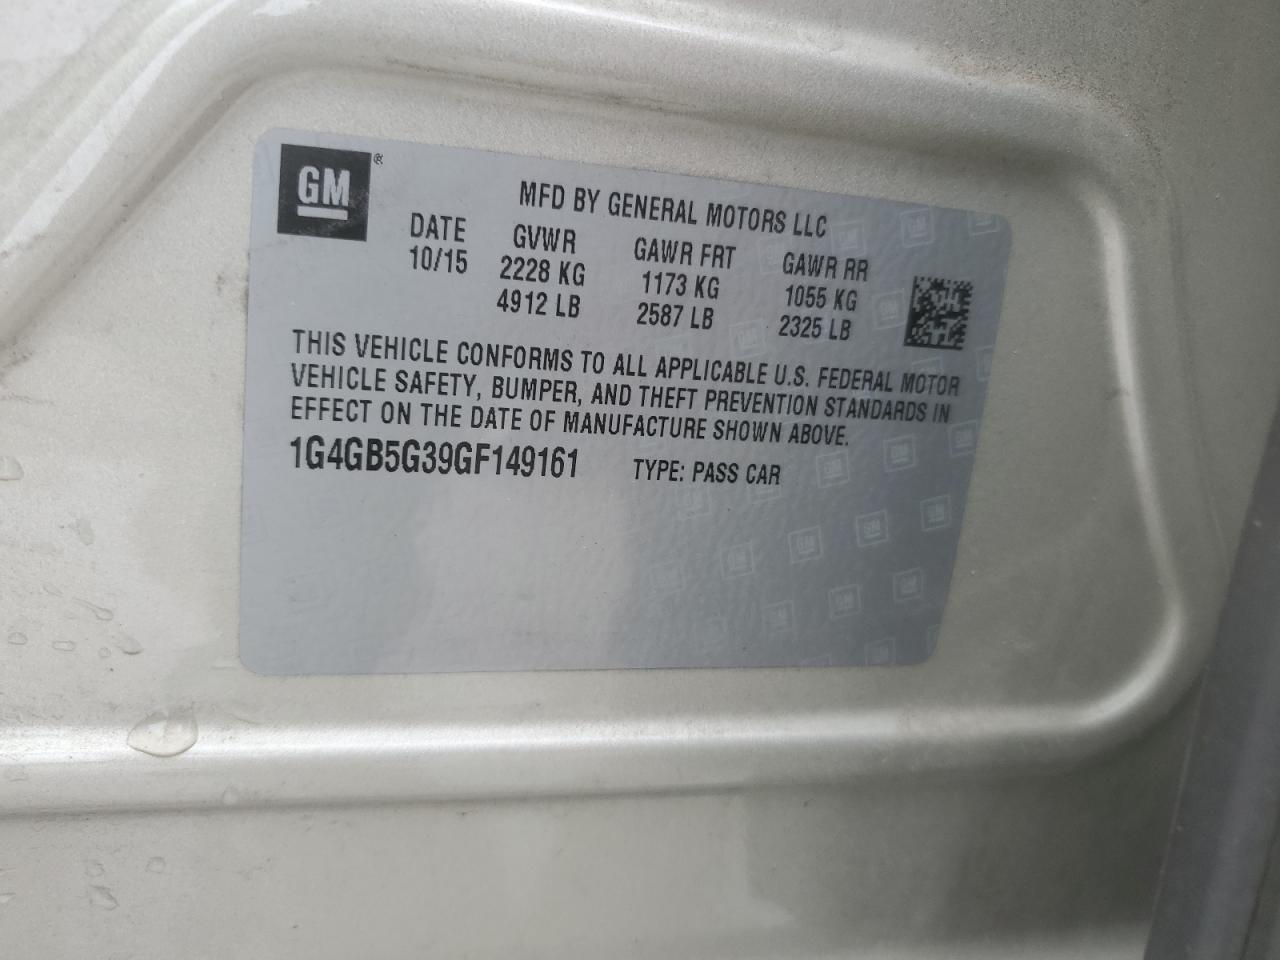 GM®
MFD BY GENERAL MOTORS LLC
DATE GVWR GAWR FRT GAWR RR
10/15 2228 KG 1173 KG 1055 KG
4912 LB 2587 LB 2325 LB
THIS VEHICLE CONFORMS TO ALL APPLICABLE U.S. FEDERAL MOTOR
VEHICLE SAFETY, BUMPER, AND THEFT PREVENTION STANDARDS IN
EFFECT ON THE DATE OF MANUFACTURE SHOWN ABOVE.
1G4GB5G39GF149161 TYPE: PASS CAR